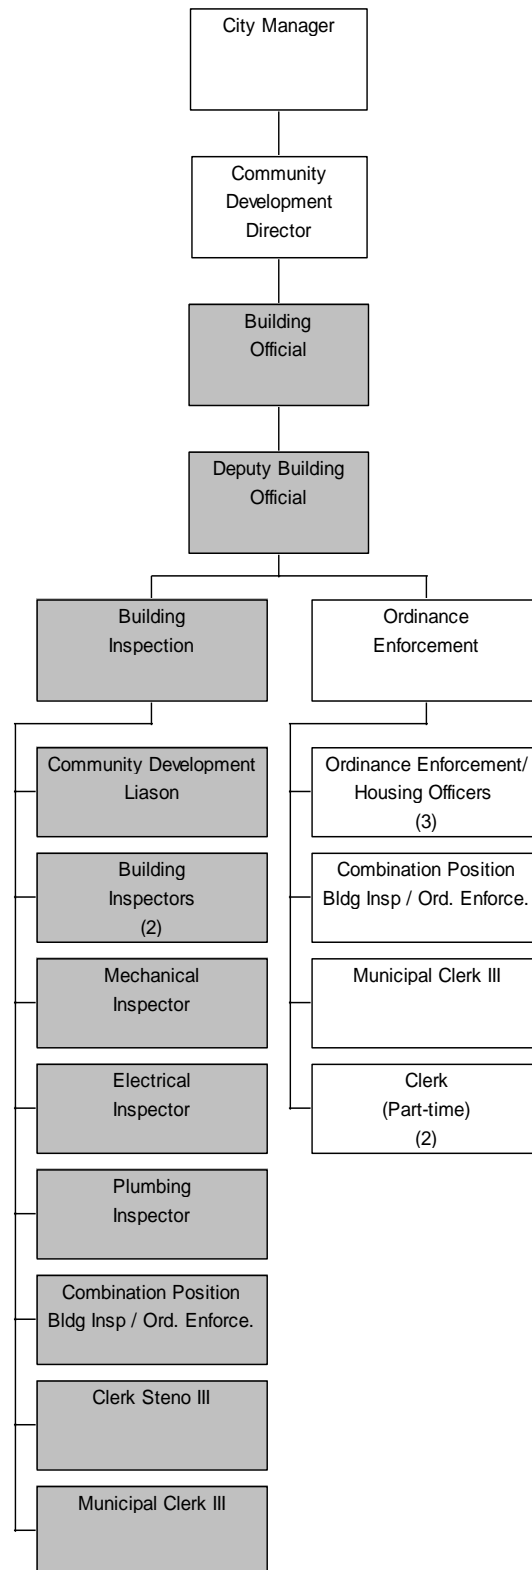 City Manager
Community
Development
Director
Building
Official
Deputy Building
Official
Building
Inspection
Ordinance
Enforcement
Community Development
Liason
Building
Inspectors
(2)
Mechanical
Inspector
Electrical
Inspector
Plumbing
Inspector
Combination Position
Bldg Insp / Ord. Enforce.
Clerk Steno III
Municipal Clerk III
Ordinance Enforcement/
Housing Officers
(3)
Combination Position
Bldg Insp / Ord. Enforce.
Municipal Clerk III
Clerk
(Part-time)
(2)